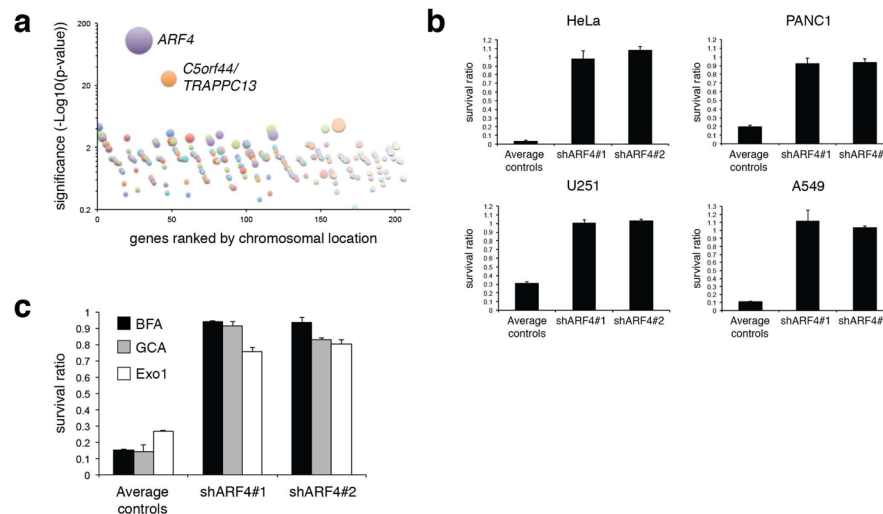 a
significance (-Log10(p-value))
200
20
2
0.2
ARF4
C5orf44/
TRAPPC13
0 50 100 150 200
genes ranked by chromosomal location
b
HeLa
survival ratio
1.2
1.1
1
0.9
0.8
0.7
0.6
0.5
0.4
0.3
0.2
0.1
0
Average
controls
shARF4#1
shARF4#2
PANC1
survival ratio
1.2
1.1
1
0.9
0.8
0.7
0.6
0.5
0.4
0.3
0.2
0.1
0
Average
controls
shARF4#1
shARF4#
U251
survival ratio
1.2
1.1
1
0.9
0.8
0.7
0.6
0.5
0.4
0.3
0.2
0.1
0
Average
controls
shARF4#1
shARF4#2
A549
survival ratio
1.2
1.1
1
0.9
0.8
0.7
0.6
0.5
0.4
0.3
0.2
0.1
0
Average
controls
shARF4#1
shARF4#
c
survival ratio
1
0.9
0.8
0.7
0.6
0.5
0.4
0.3
0.2
0.1
0
BFA
GCA
Exo1
Average
controls
shARF4#1
shARF4#2